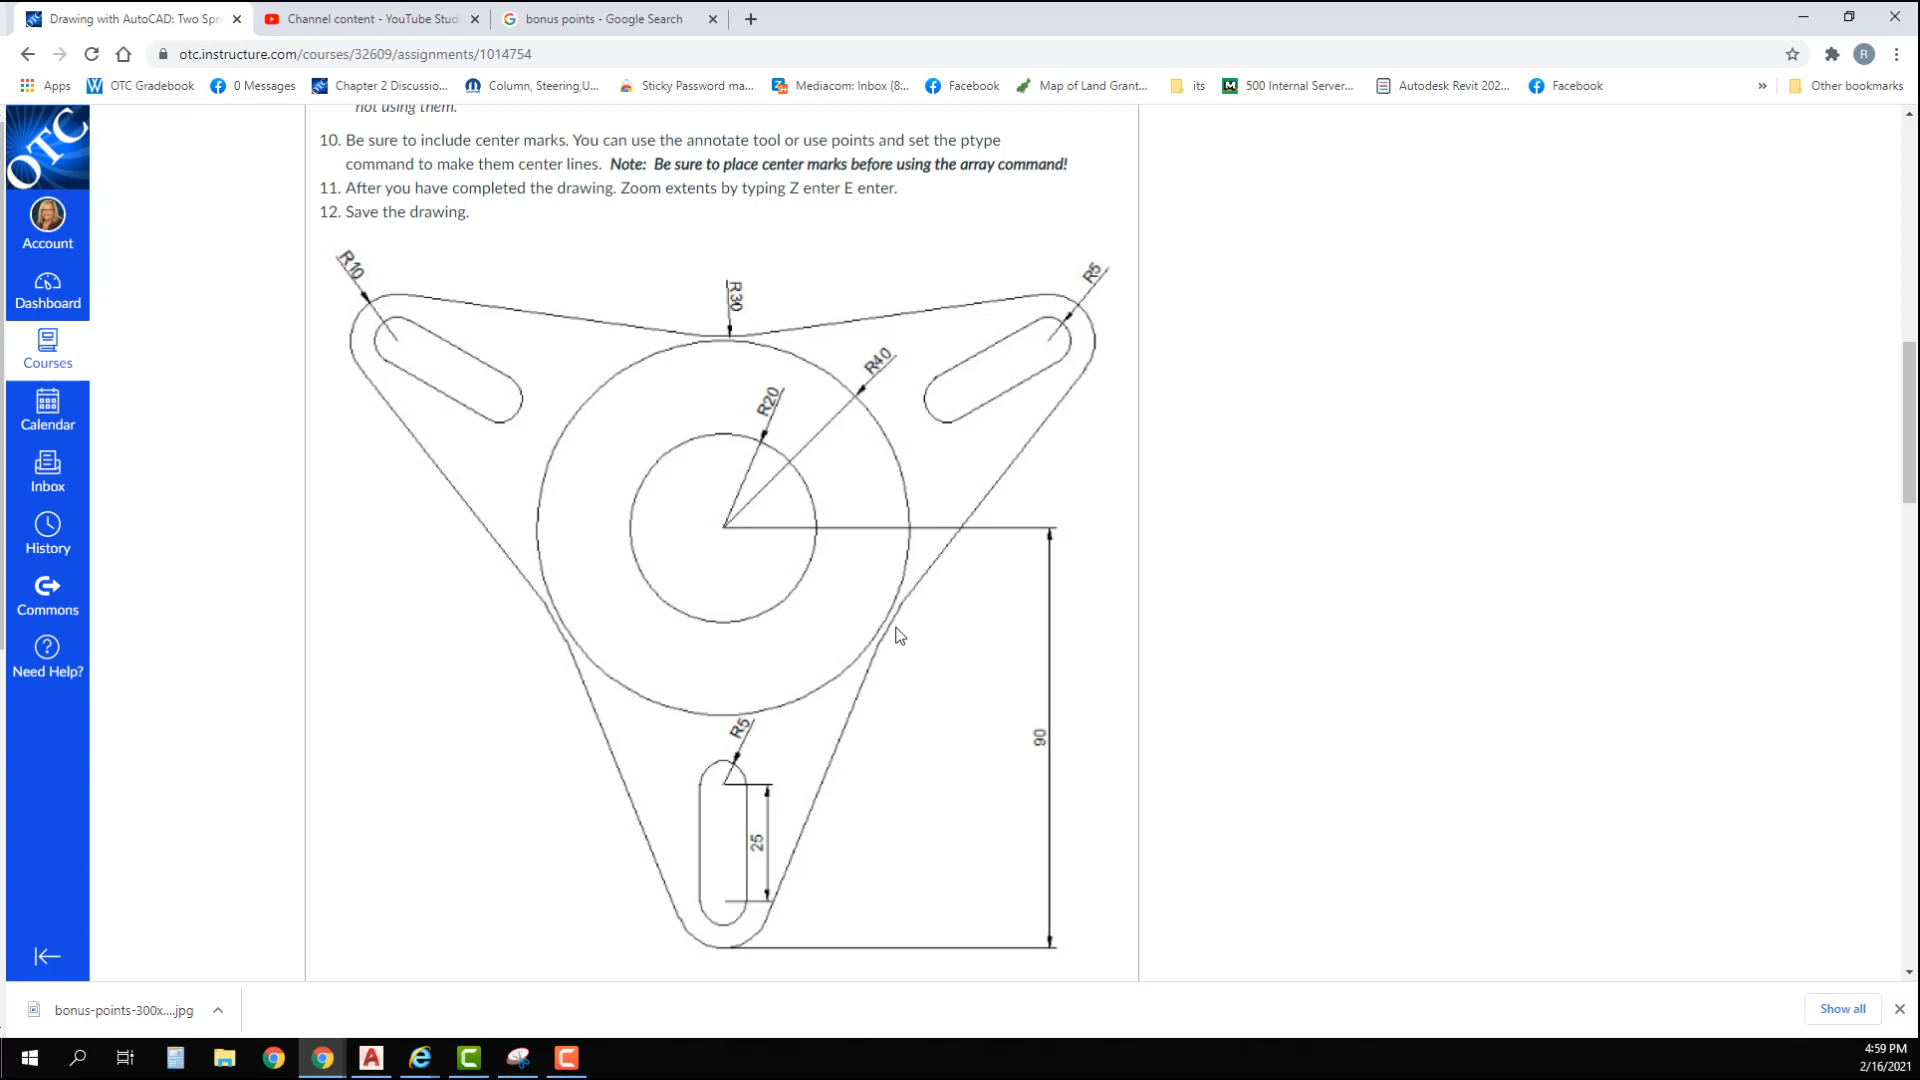 Drawing with AutoCAD: Two Spr
Channel content - YouTube Studi
bonus points - Google Search
otc.instructure.com/courses/32609/assignments/1014754
R
Apps
OTC Gradebook
0 Messages
Chapter 2 Discussio...
Column, Steering,U...
Sticky Password ma...
Mediacom: Inbox (8...
Facebook
Map of Land Grant...
its
500 Internal Server...
Autodesk Revit 202...
Facebook
»
Other bookmarks
OTC
Account
Dashboard
Courses
Calendar
Inbox
History
Commons
Need Help?
not using them.
10. Be sure to include center marks. You can use the annotate tool or use points and set the ptype
command to make them center lines. Note: Be sure to place center marks before using the array command!
11. After you have completed the drawing. Zoom extents by typing Z enter E enter.
12. Save the drawing.
R10
R30
R5
R40
R20
90
R5
25
bonus-points-300x....jpg
Show all
4:59 PM
2/16/2021